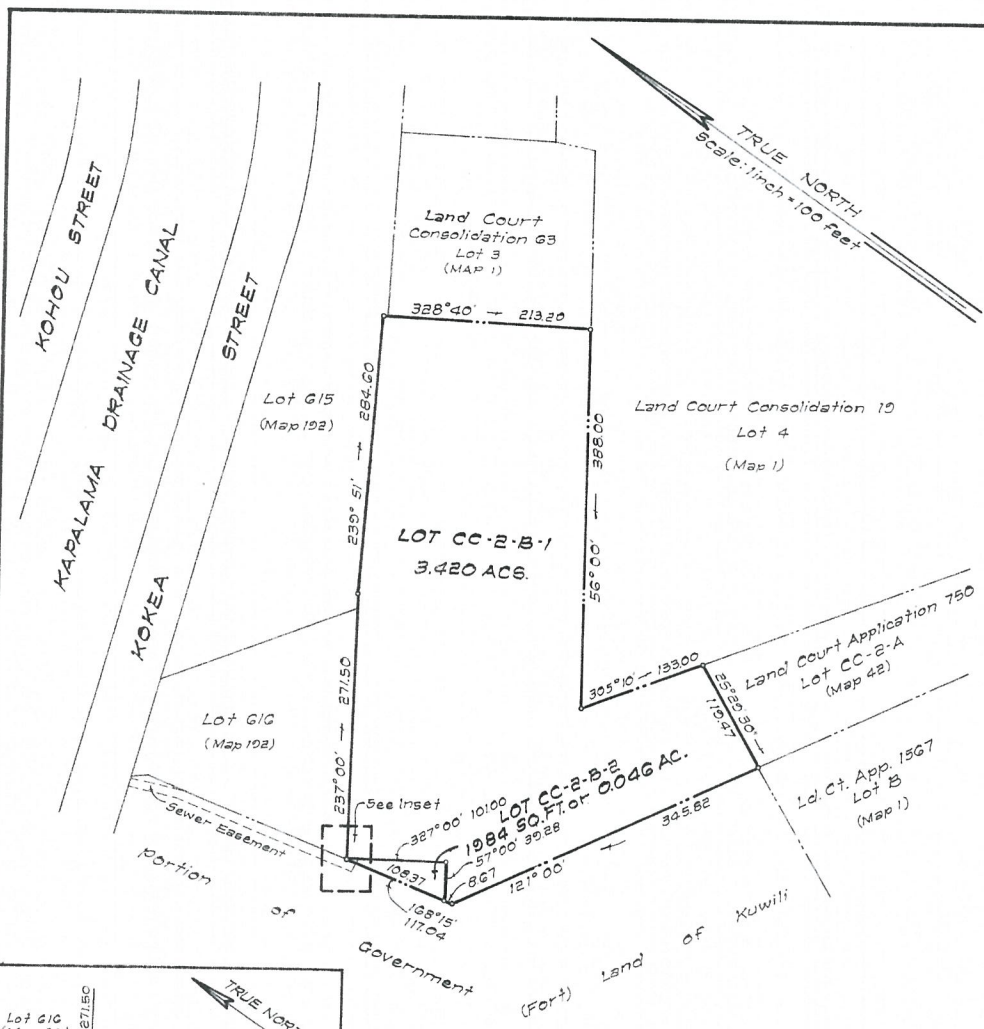 TRUE NORTH
Scale: 1 inch = 100 feet
KOHOU STREET
KAPALAMA DRAINAGE CANAL
KOKEA STREET
Land Court
Consolidation 63
Lot 3
(MAP 1)
328°40' → 213.20
Lot 615
(Map 192)
239° 51' → 284.60
Land Court Consolidation 19
Lot 4
(Map 1)
56°00' ← 388.00
LOT CC-2-B-1
3.420 ACS.
305°10' → 133.00
Land Court Application 750
Lot CC-2-A
(Map 42)
25°29'30" →
119.47
Lot 616
(Map 192)
237°00' → 271.50
Ld. Ct. App. 1567
Lot B
(Map 1)
See Inset
LOT CC-2-B-2
1984 SQ.FT. or 0.046 AC.
327°00' 101.00
57°00' 39.28
108.37
8.67
345.82
121°00' ←
168°15'
117.04
Sewer Easement
Portion of Government
(Fort) Land of Kuwili
TRUE NORTH
Lot 616
271.50